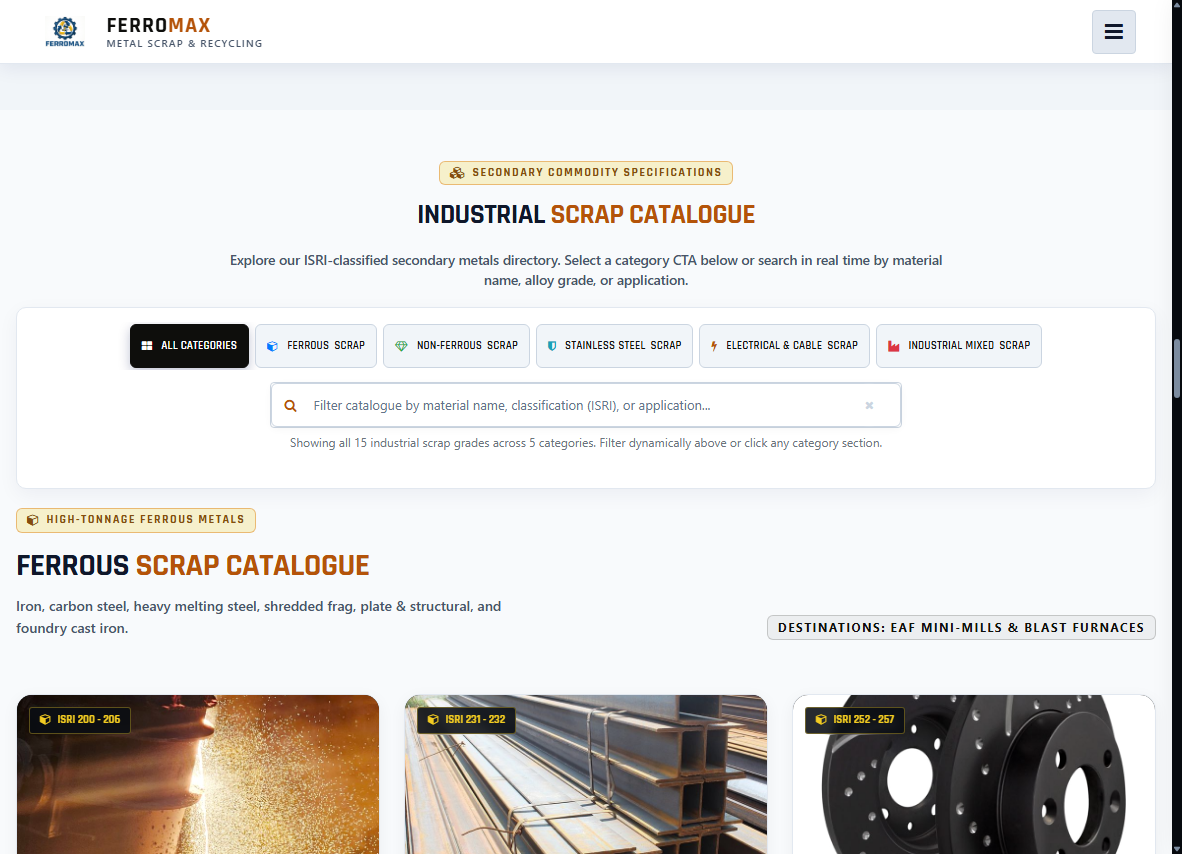 FERROMAX
METAL SCRAP & RECYCLING
FERROMAX
SECONDARY COMMODITY SPECIFICATIONS
INDUSTRIAL SCRAP CATALOGUE
Explore our ISRI-classified secondary metals directory. Select a category CTA below or search in real time by material
name, alloy grade, or application.
ALL CATEGORIES
FERROUS SCRAP
NON-FERROUS SCRAP
STAINLESS STEEL SCRAP
ELECTRICAL & CABLE SCRAP
INDUSTRIAL MIXED SCRAP
Filter catalogue by material name, classification (ISRI), or application...
Showing all 15 industrial scrap grades across 5 categories. Filter dynamically above or click any category section.
HIGH-TONNAGE FERROUS METALS
FERROUS SCRAP CATALOGUE
Iron, carbon steel, heavy melting steel, shredded frag, plate & structural, and
foundry cast iron.
DESTINATIONS: EAF MINI-MILLS & BLAST FURNACES
ISRI 200 - 206
ISRI 231 - 232
ISRI 252 - 257